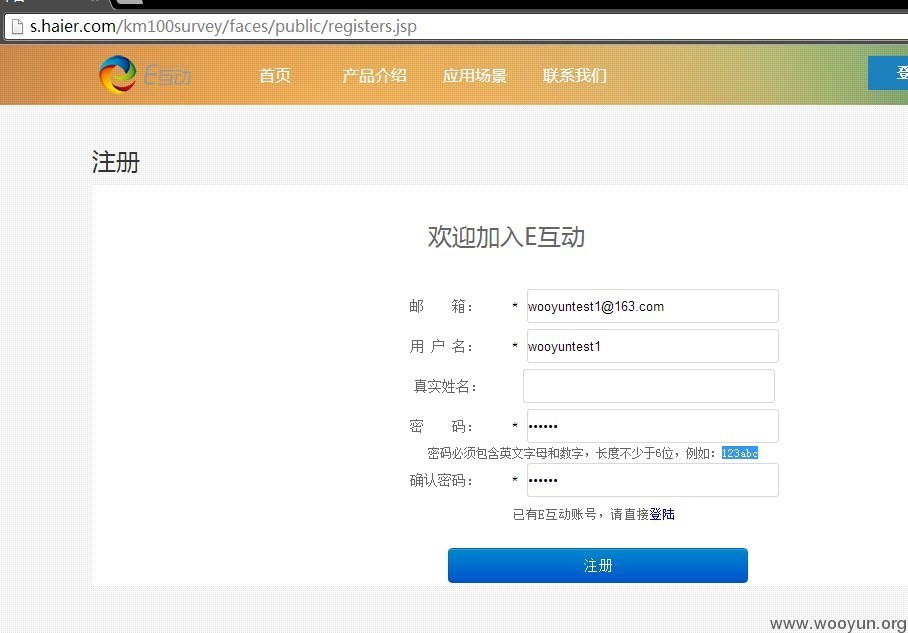 s.haier.com/km100survey/faces/public/registers.jsp
E互动 首页 产品介绍 应用场景 联系我们
注册
欢迎加入E互动
邮 箱： * wooyuntest1@163.com
用 户 名： * wooyuntest1
真实姓名：
密 码： * ••••••
密码必须包含英文字母和数字，长度不少于6位，例如：123abc
确认密码： * ••••••
已有E互动账号，请直接登陆
注册
www.wooyun.org